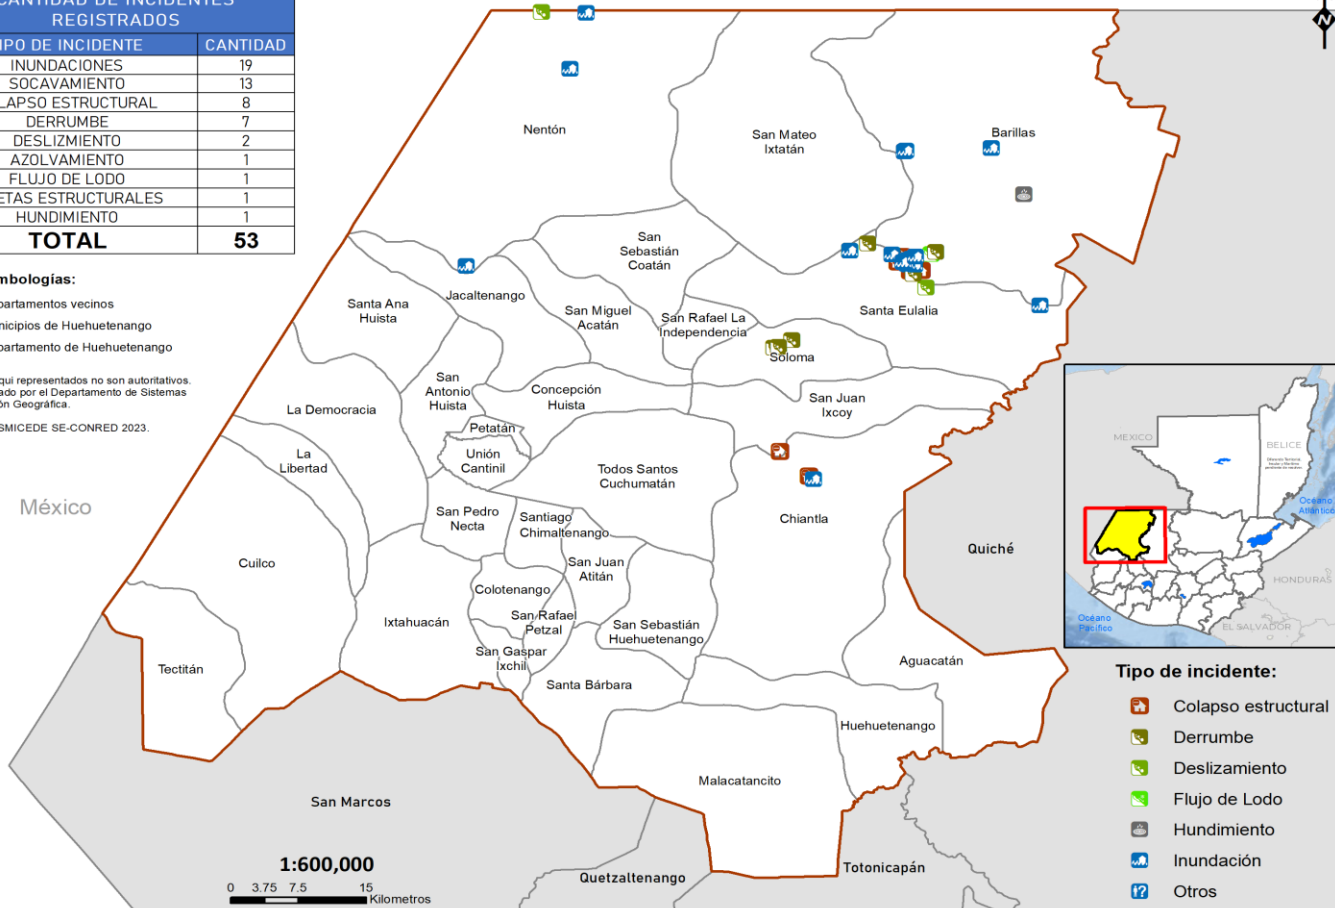 CANTIDAD DE INCIDENTES
REGISTRADOS
IPO DE INCIDENTE CANTIDAD
INUNDACIONES 19
SOCAVAMIENTO 13
LAPSO ESTRUCTURAL 8
DERRUMBE 7
DESLIZMIENTO 2
AZOLVAMIENTO 1
FLUJO DE LODO 1
ETAS ESTRUCTURALES 1
HUNDIMIENTO 1
TOTAL 53
mbologías:
partamentos vecinos
nicipios de Huehuetenango
partamento de Huehuetenango
qui representados no son autoritativos.
ado por el Departamento de Sistemas
ón Geográfica.
SMICEDE SE-CONRED 2023.
N
Nentón
San Mateo
Ixtatán
Barillas
San
Sebastián
Coatán
Santa Ana
Huista
Jacaltenango
San Miguel
Acatán
San Rafael La
Independencia
Santa Eulalia
Soloma
San
Antonio
Huista
Concepción
Huista
San Juan
Ixcoy
La Democracia
Petatán
Unión
Cantinil
La
Libertad
Todos Santos
Cuchumatán
México
San Pedro
Necta
Santiago
Chimaltenango
Chiantla
Quiché
Cuilco
San Juan
Atitán
Colotenango
Ixtahuacán
San Rafael
Petzal
San Sebastián
Huehuetenango
San Gaspar
Ixchil
Tectitán
Aguacatán
Santa Bárbara
Huehuetenango
Malacatancito
San Marcos
Quetzaltenango
Totonicapán
1:600,000
0 3.75 7.5 15
Kilometros
MEXICO
BELICE
Océano
Atlántico
HONDURAS
EL SALVADOR
Océano
Pacífico
Tipo de incidente:
Colapso estructural
Derrumbe
Deslizamiento
Flujo de Lodo
Hundimiento
Inundación
Otros